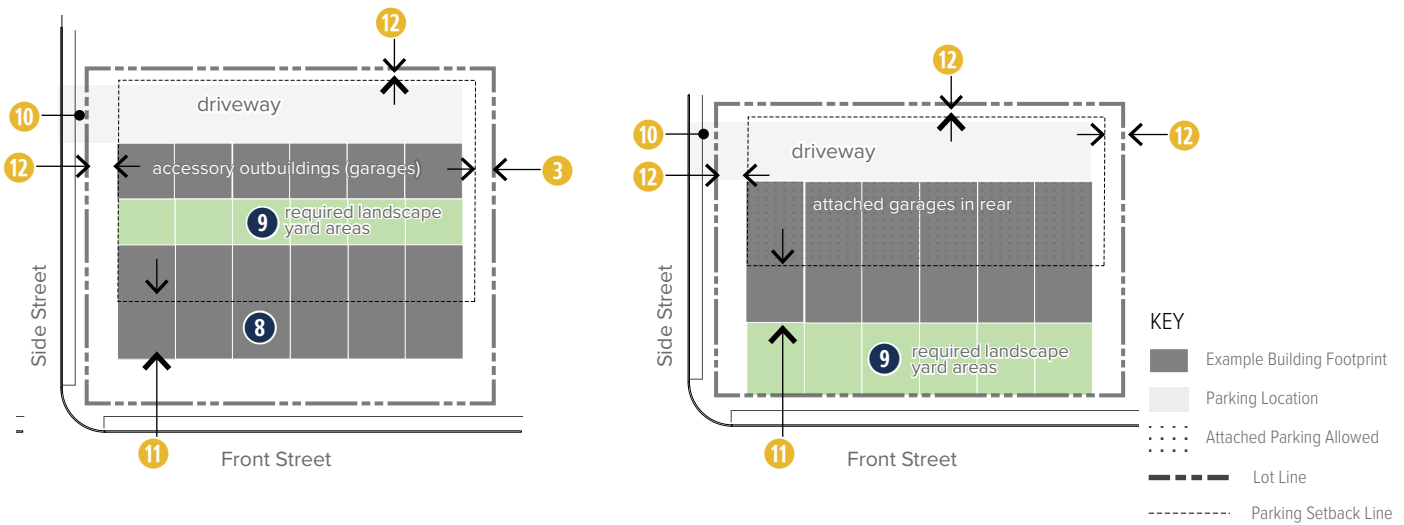 12
driveway
10
12
accessory outbuildings (garages)
3
9
required landscape
yard areas
Side Street
8
11
Front Street
12
10
12
driveway
12
attached garages in rear
Side Street
9
required landscape
yard areas
11
Front Street
KEY
Example Building Footprint
Parking Location
Attached Parking Allowed
Lot Line
Parking Setback Line